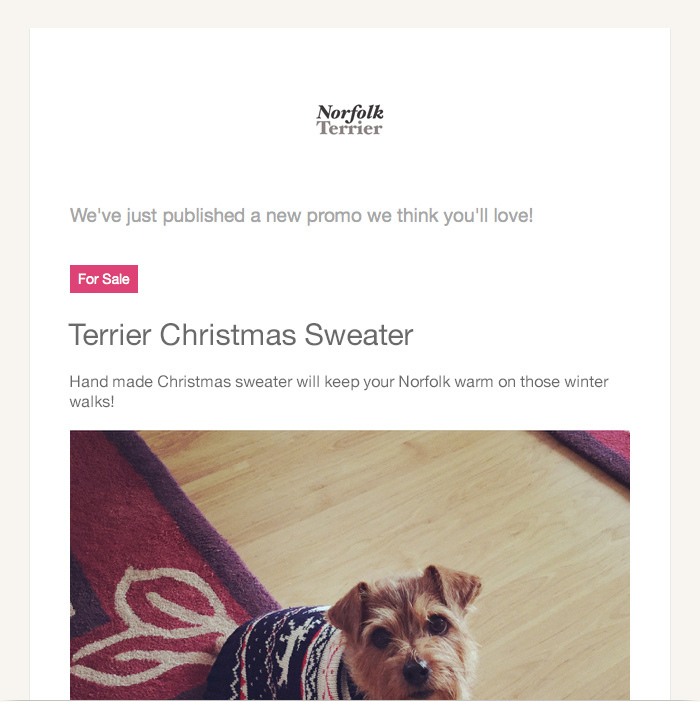 Norfolk
Terrier
We've just published a new promo we think you'll love!
For Sale
Terrier Christmas Sweater
Hand made Christmas sweater will keep your Norfolk warm on those winter
walks!